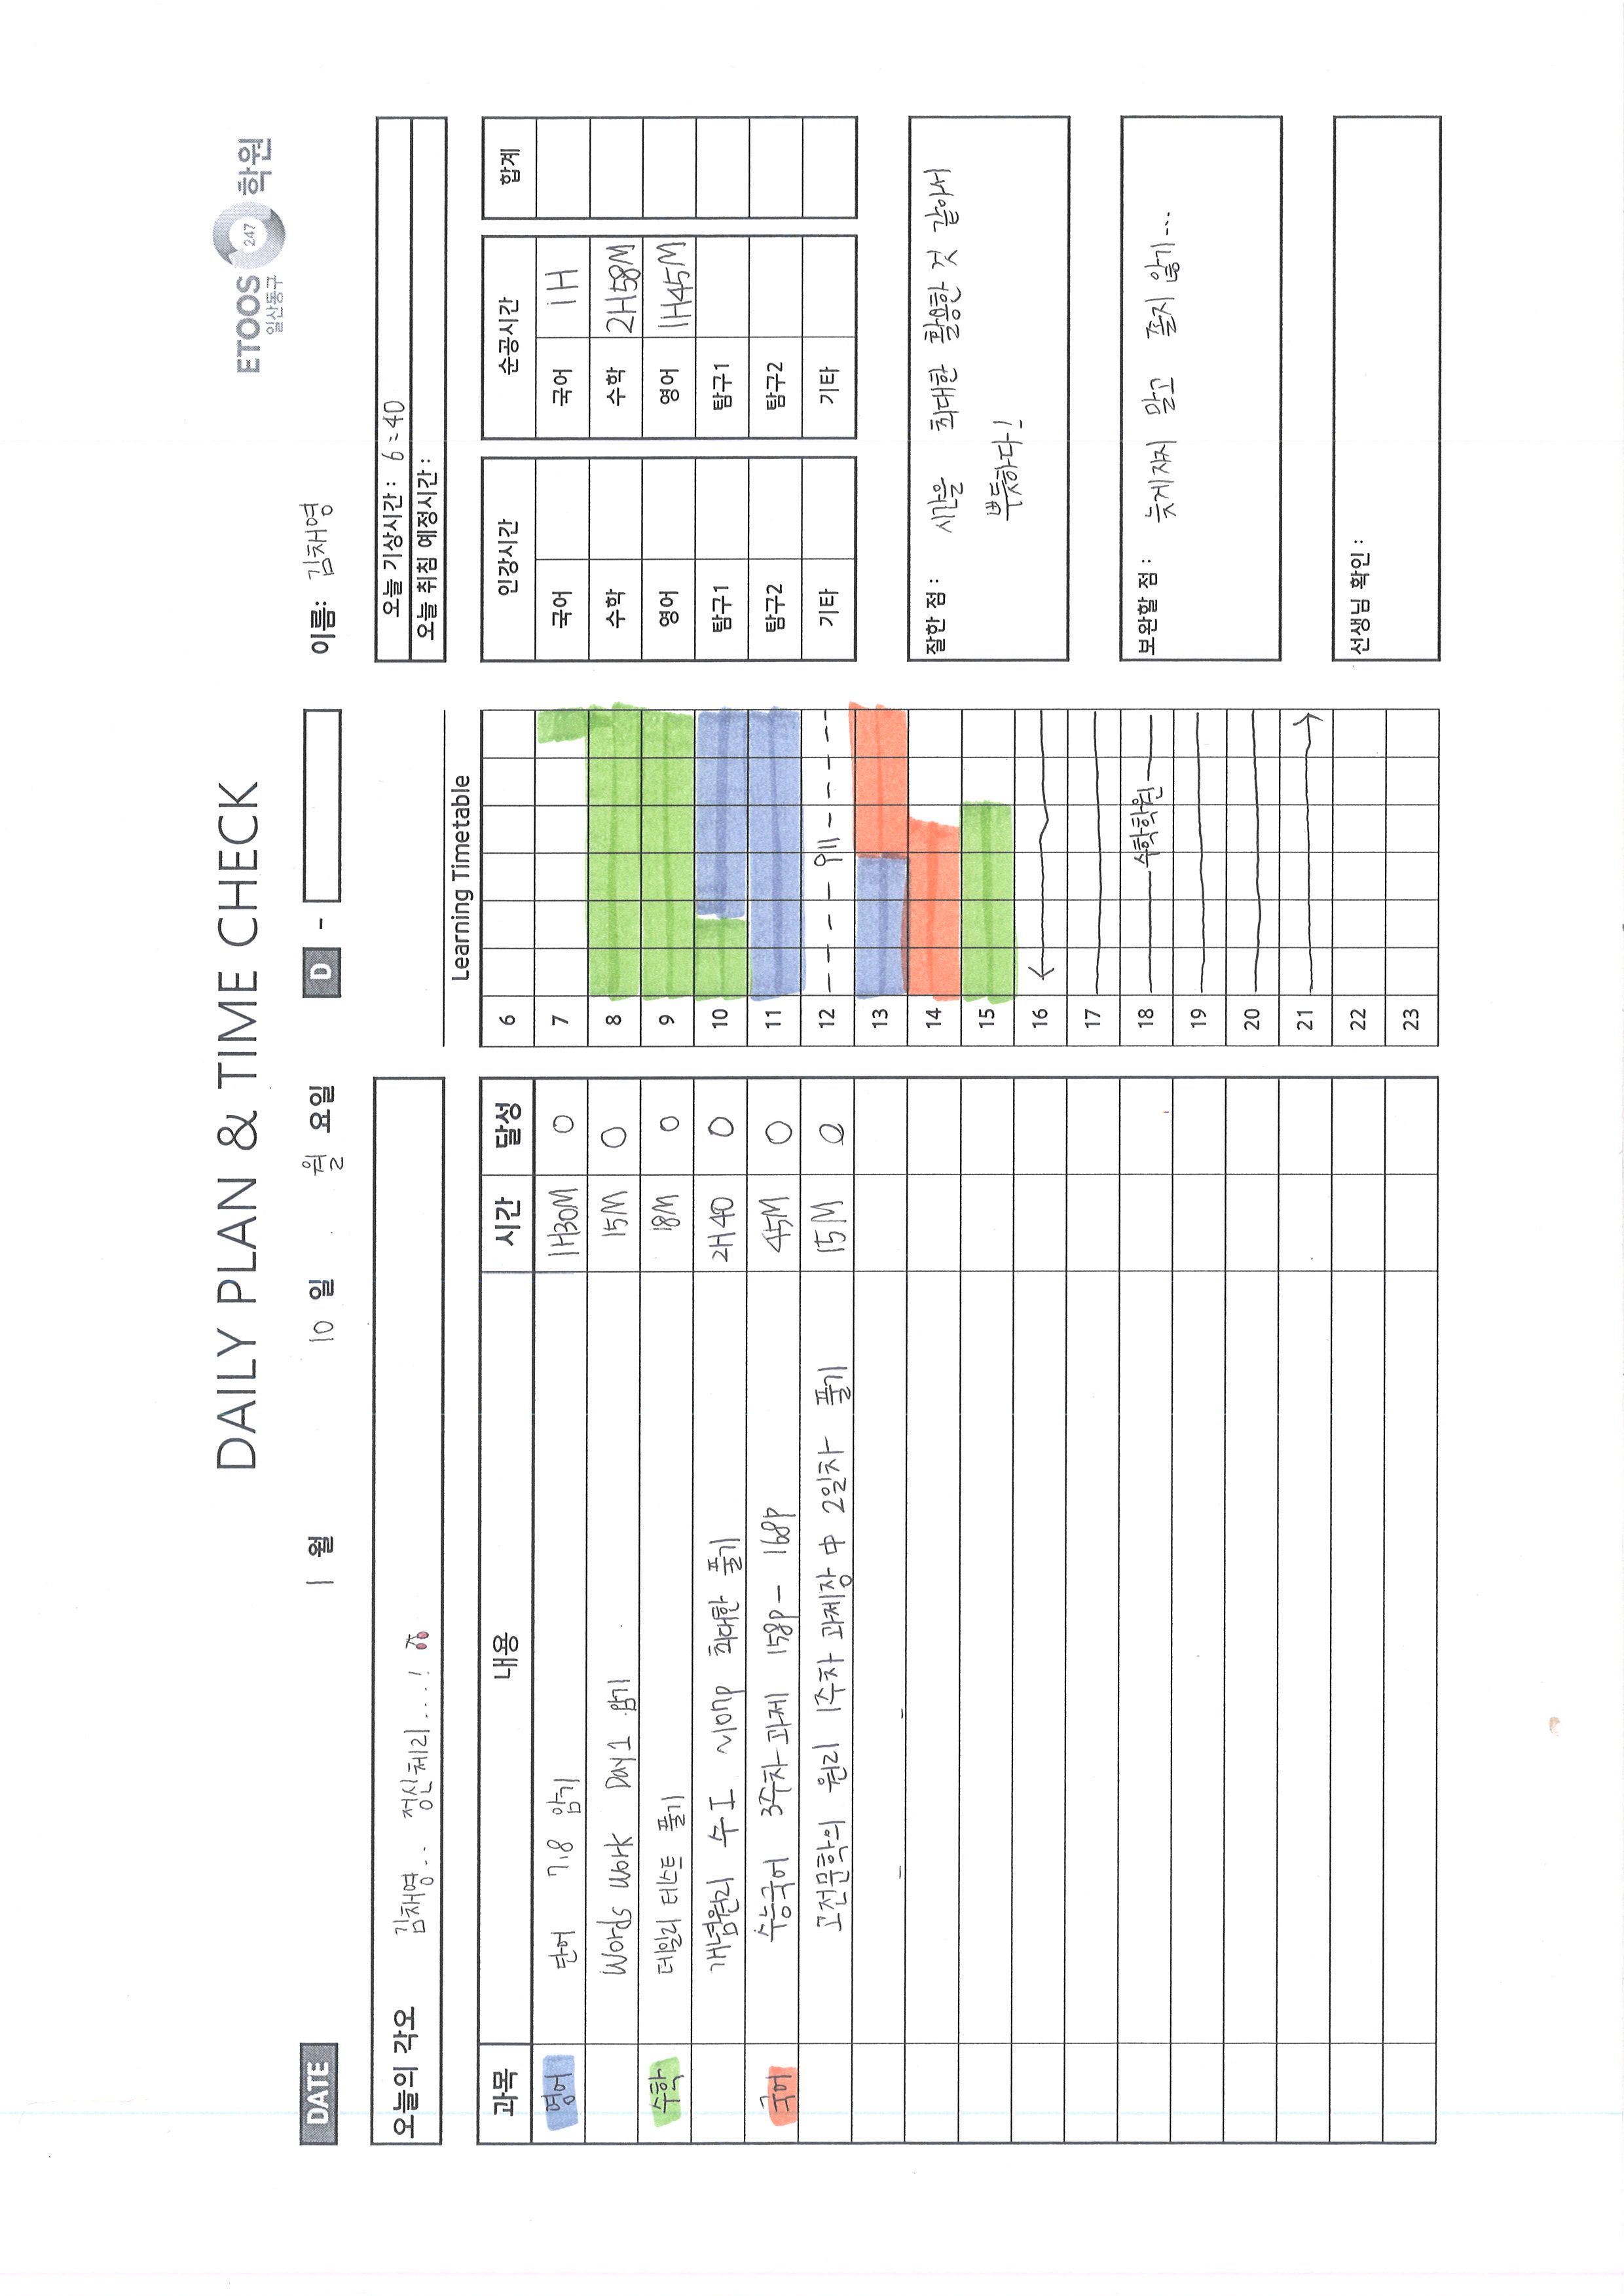 DAILY PLAN & TIME CHECK
ETOOS 247 학원
일산동구
DATE 1 월 10 일 월 요일 D -
이름: 김채영
오늘의 각오 김채영.. 정신체리...!
오늘 기상시간 : 6:40
오늘 취침 예정시간 :
과목 내용 시간 달성
영어 단어 7,8 암기 1H30M O
Words Work Day1 암기 15M O
수학 데일리 테스트 풀기 18M O
개념원리 수I ~107p 최대한 풀기 2H40 O
국어 수능국어 3주차 과제 158p - 168p 45M O
고전문학의 원리 1주차 과제장 中 2일차 풀기 15M O
Learning Timetable
6
7
8
9
10
11
12
13
14
15
16
17
18 수학학원
19
20
21
22
23
인강시간 순공시간 합계
국어 국어 1H
수학 수학 2H58M
영어 영어 1H45M
탐구1 탐구1
탐구2 탐구2
기타 기타
잘한 점 : 시간을 최대한 활용한 것 같아서
뿌듯하다!
보완할 점 : 늦게자지 말고 졸지 않기...
선생님 확인 :